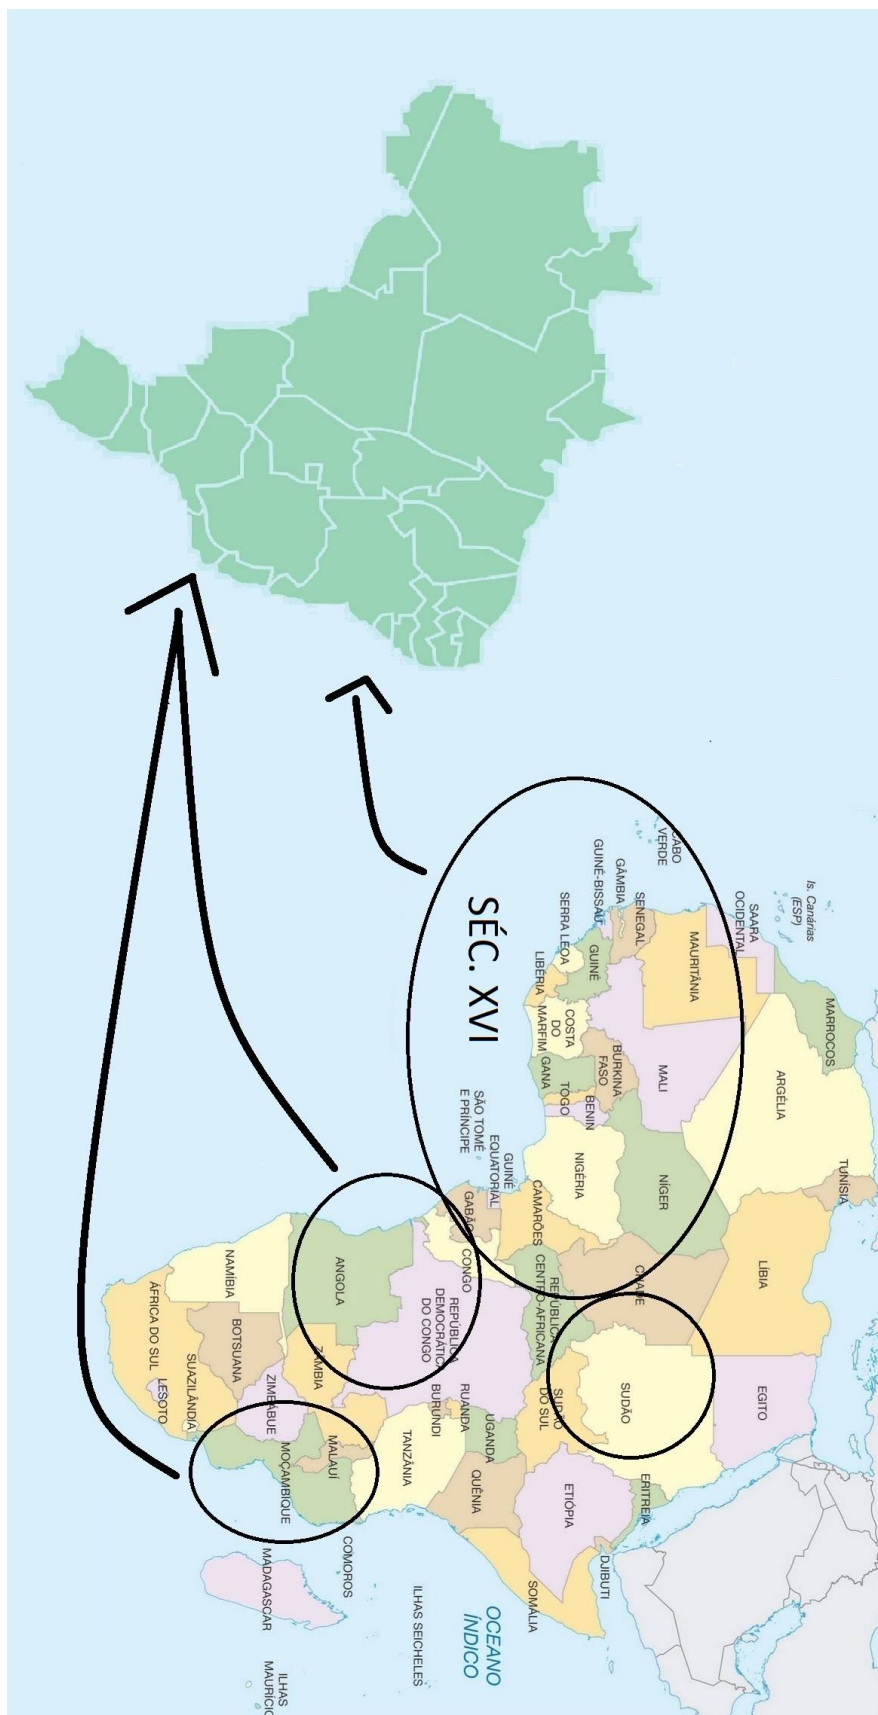 Is. Canárias
(ESP)
MARROCOS
TUNÍSIA
SAARA
OCIDENTAL
ARGÉLIA
LÍBIA
EGITO
CABO
VERDE
MAURITÂNIA
MALI
NÍGER
CHADE
SUDÃO
ERITREIA
SENEGAL
GÂMBIA
GUINÉ-BISSAU
GUINÉ
BURKINA
FASO
DJIBUTI
SERRA LEOA
LIBÉRIA
COSTA
DO
MARFIM
GANA
TOGO
BENIN
NIGÉRIA
CAMARÕES
REPÚBLICA
CENTRO-AFRICANA
SUDÃO
DO SUL
ETIÓPIA
SOMÁLIA
SÉC. XVI
GUINÉ
EQUATORIAL
SÃO TOMÉ
E PRÍNCIPE
GABÃO
CONGO
REPÚBLICA
DEMOCRÁTICA
DO CONGO
UGANDA
RUANDA
BURUNDI
QUÊNIA
OCEANO
ÍNDICO
TANZÂNIA
ILHAS SEICHELES
ANGOLA
ZÂMBIA
MALAUÍ
COMOROS
MOÇAMBIQUE
ZIMBÁBUE
NAMÍBIA
BOTSUANA
MADAGASCAR
ILHAS
MAURÍCIO
ÁFRICA DO SUL
SUAZILÂNDIA
LESOTO